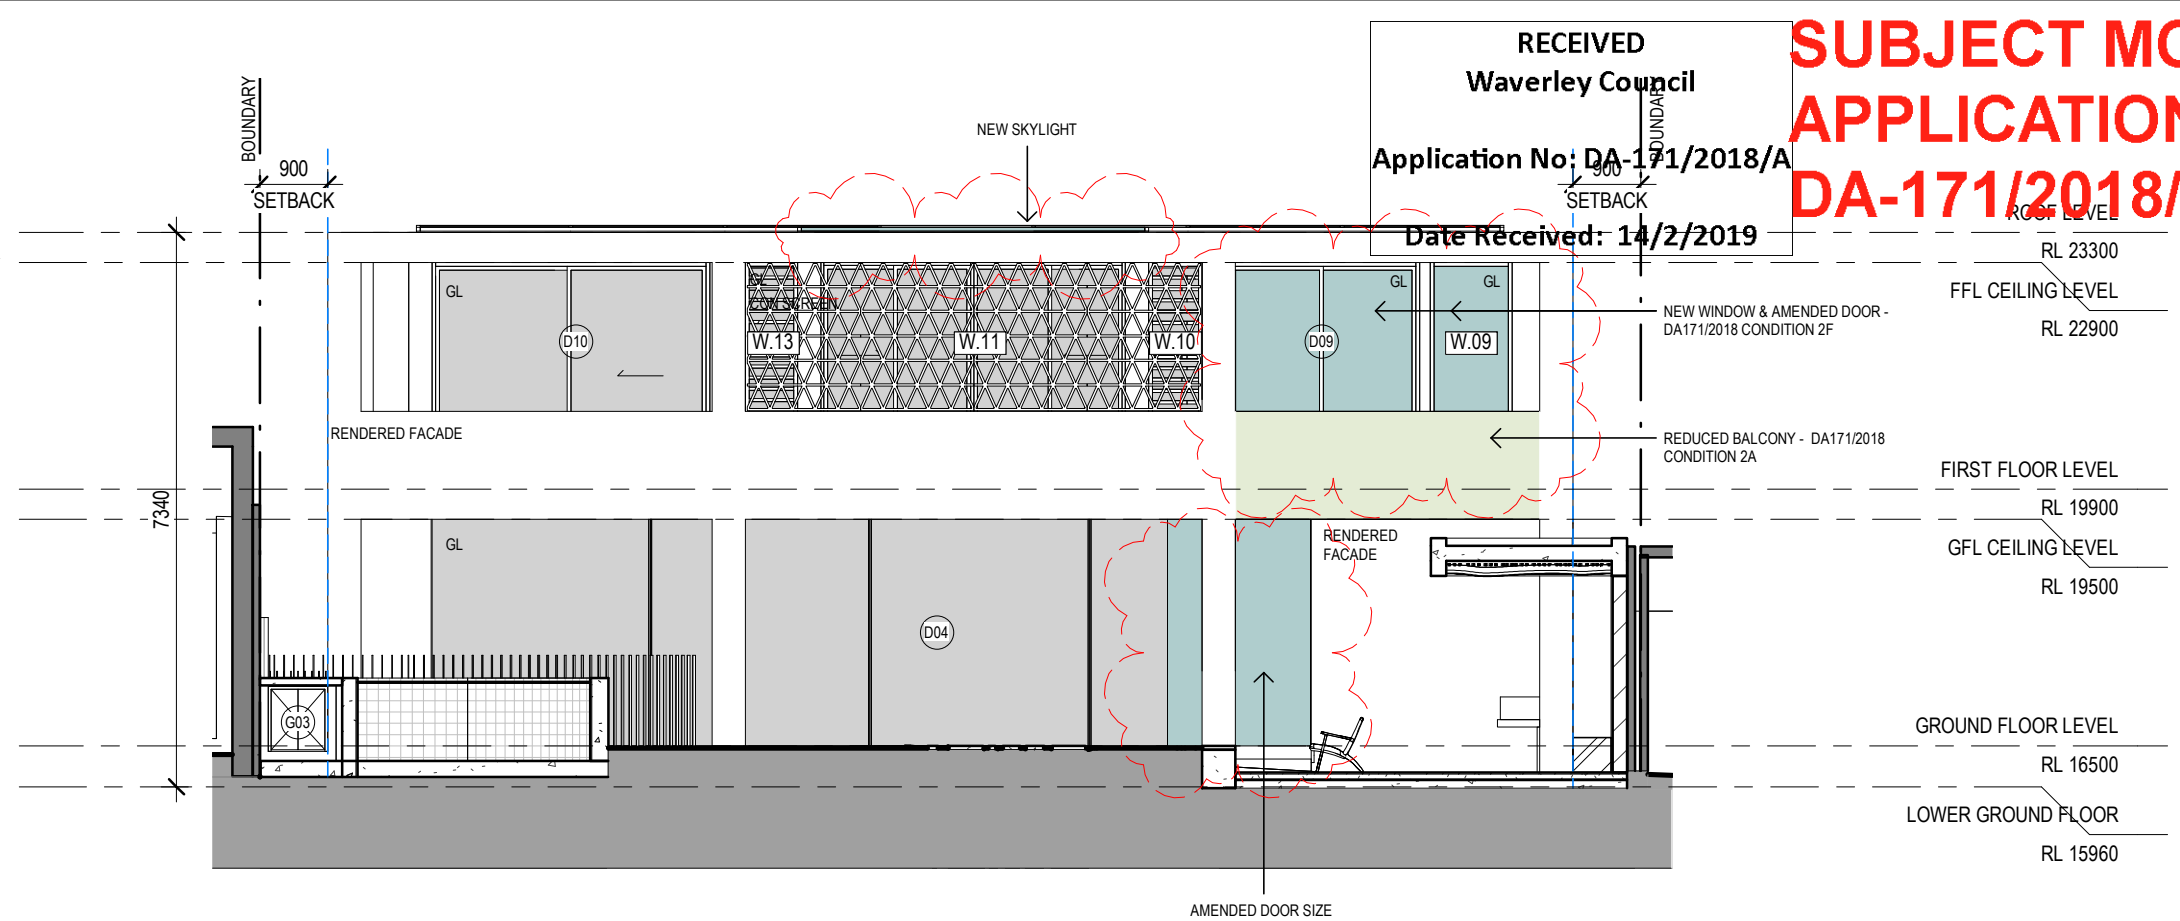 RECEIVED
Waverley Council
Application No: DA-171/2018/A
Date Received: 14/2/2019
SUBJECT MO
APPLICATION
DA-171/2018/
BOUNDARY
900
SETBACK
NEW SKYLIGHT
BOUNDARY
900
SETBACK
ROOF LEVEL
RL 23300
FFL CEILING LEVEL
RL 22900
GL
GL
CON SCREEN
GL
GL
D10
W.13
W.11
W.10
D09
W.09
NEW WINDOW & AMENDED DOOR -
DA171/2018 CONDITION 2F
RENDERED FACADE
REDUCED BALCONY - DA171/2018
CONDITION 2A
7340
FIRST FLOOR LEVEL
RL 19900
GFL CEILING LEVEL
RL 19500
GL
RENDERED
FACADE
D04
G03
GROUND FLOOR LEVEL
RL 16500
LOWER GROUND FLOOR
RL 15960
AMENDED DOOR SIZE